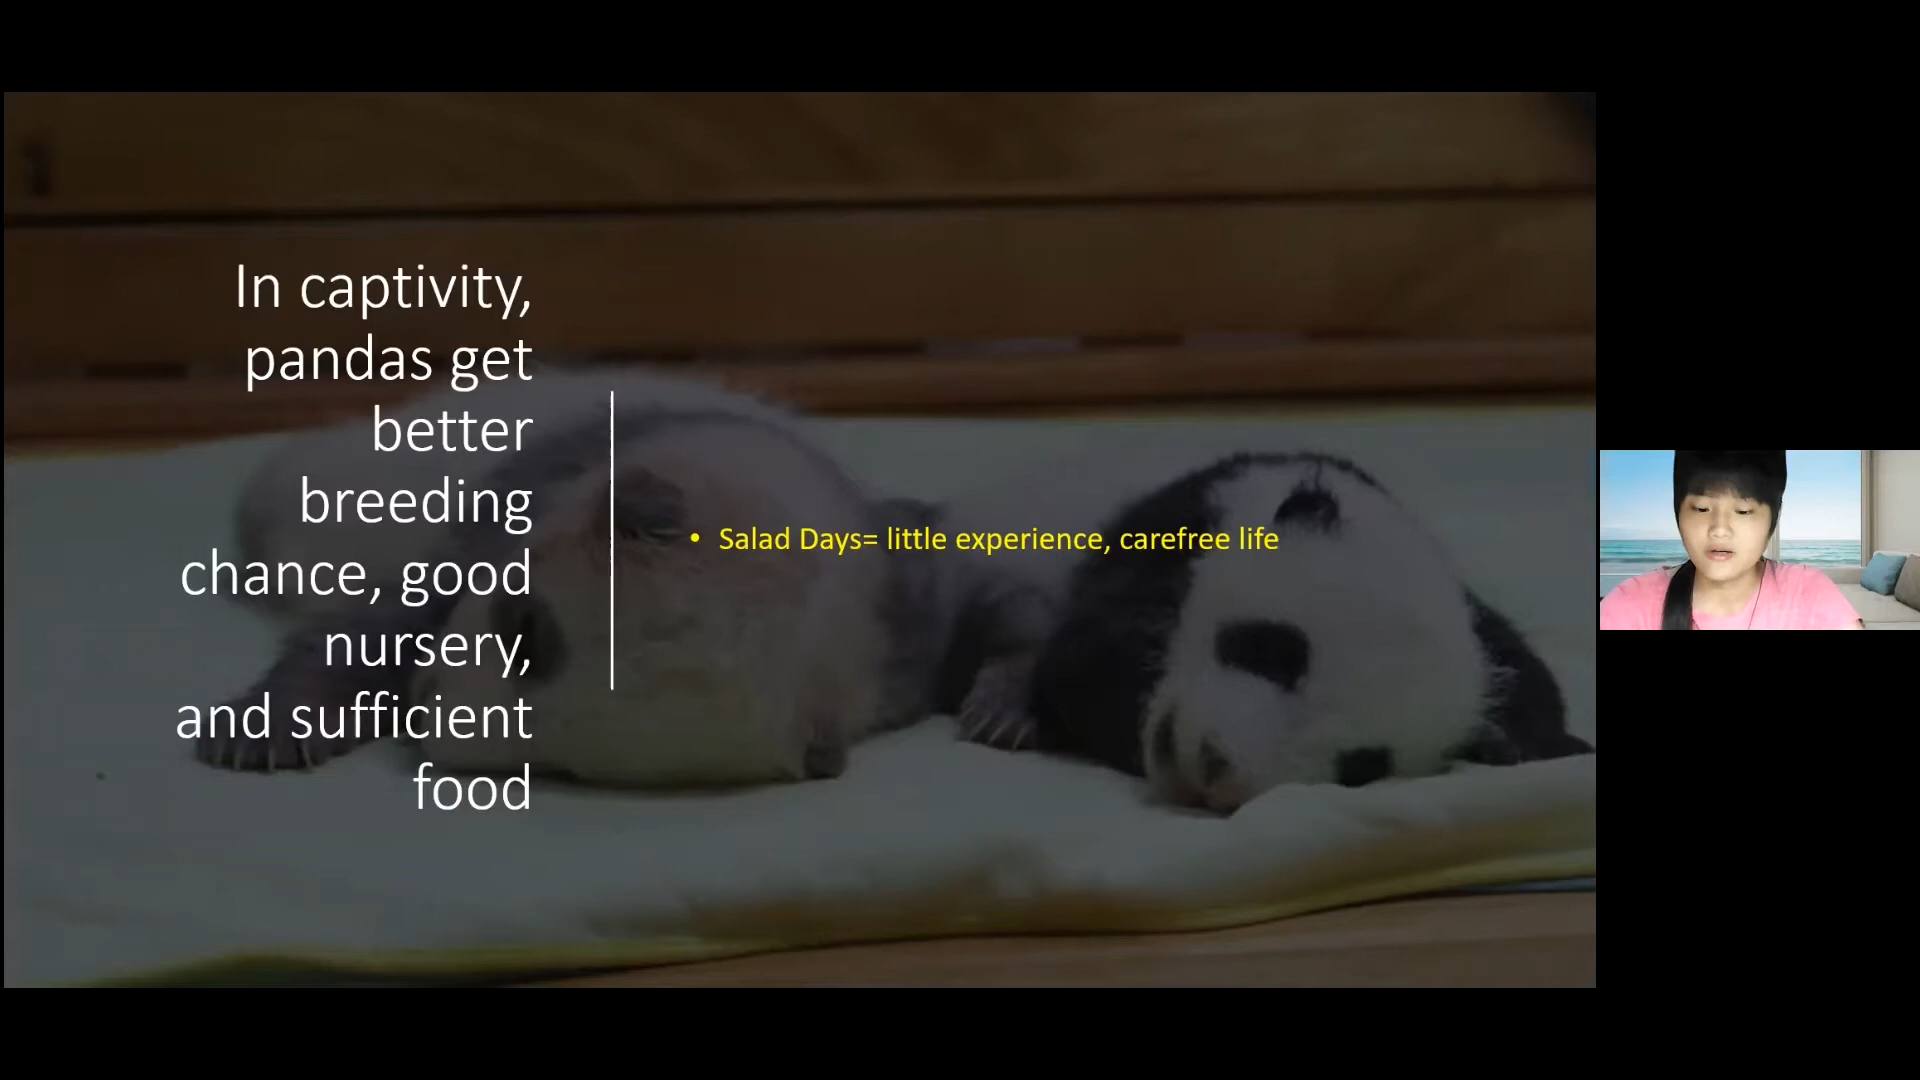 In captivity,
pandas get
better
breeding
chance, good
nursery,
and sufficient
food
• Salad Days= little experience, carefree life